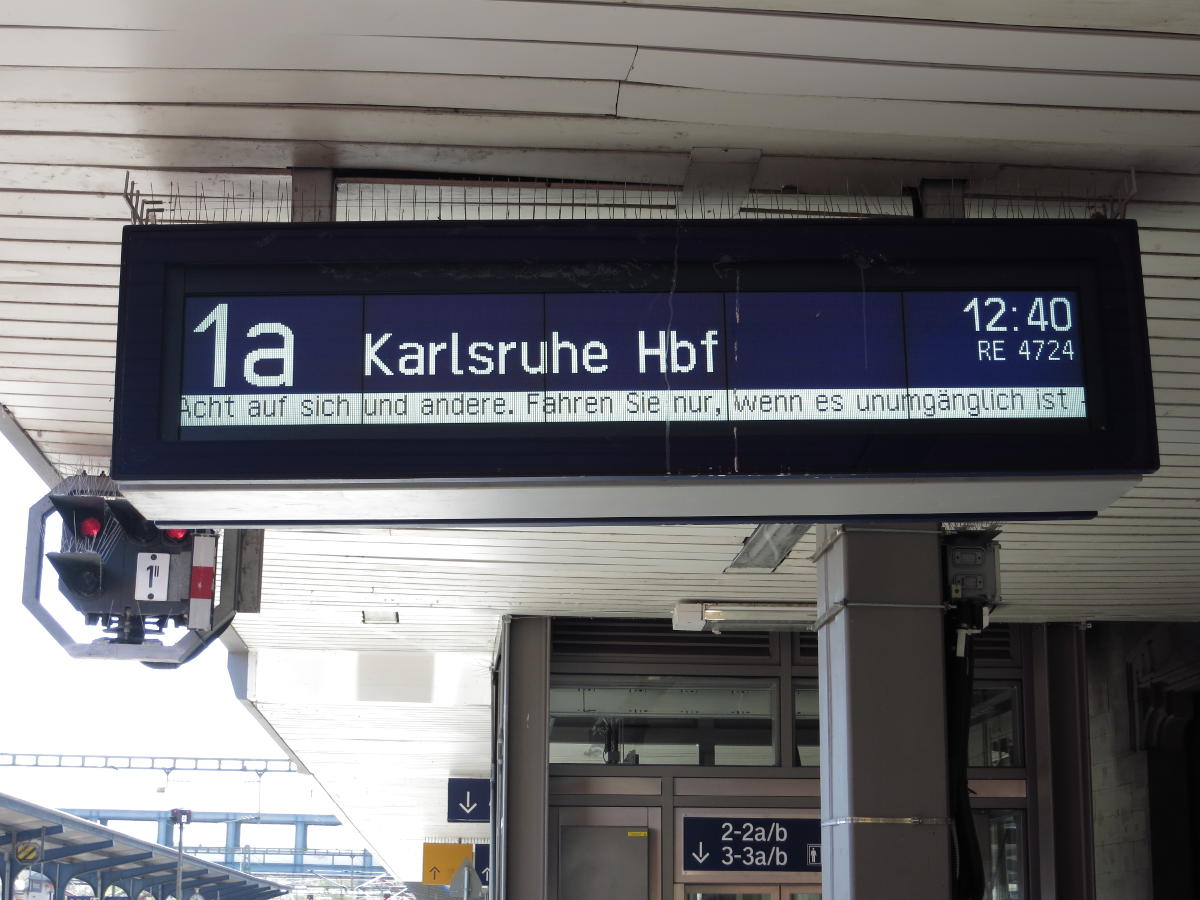 1a
Karlsruhe Hbf
12:40
RE 4724
Acht auf sich und andere. Fahren Sie nur, wenn es unumgänglich ist -
1"
2-2a/b
3-3a/b